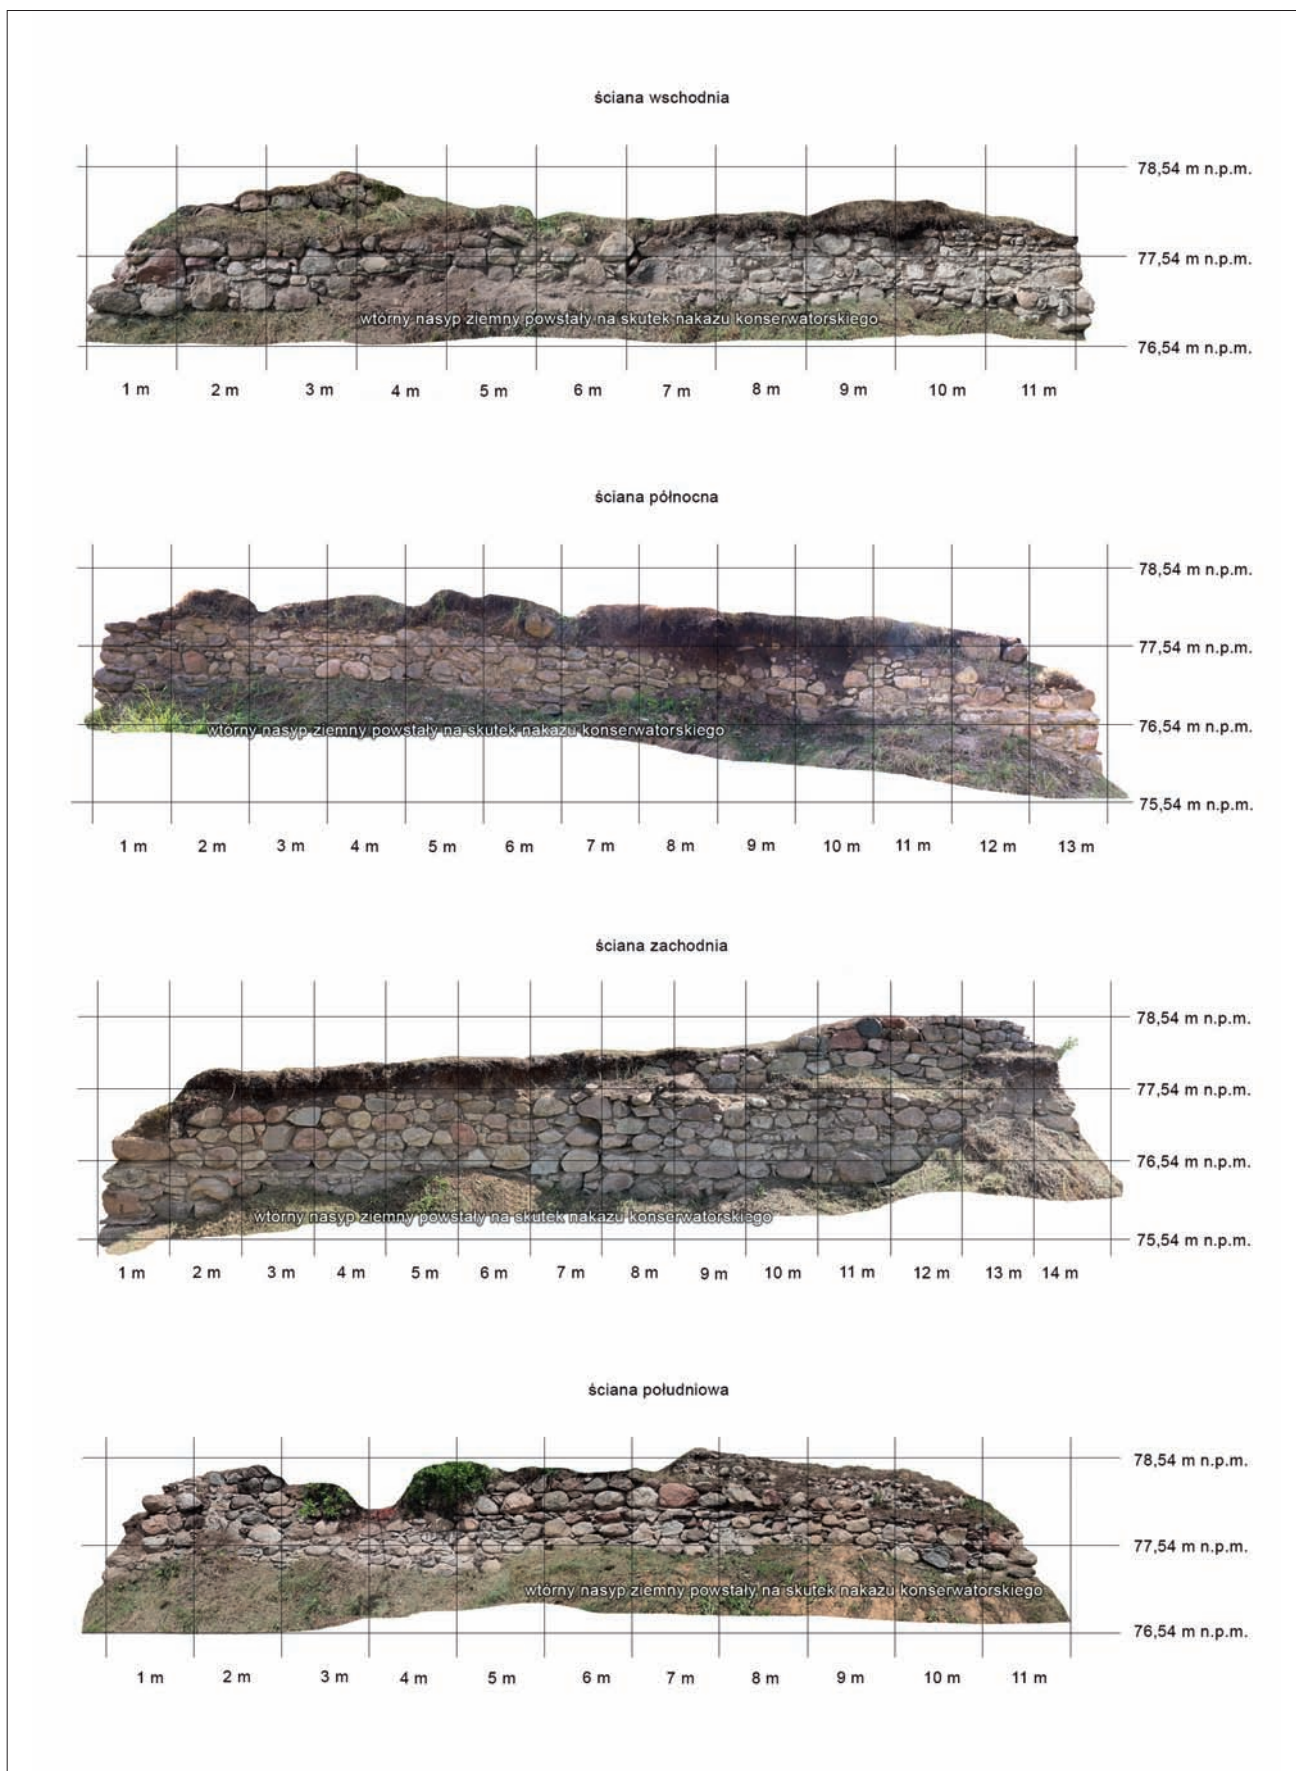 ściana wschodnia
78,54 m n.p.m.
77,54 m n.p.m.
wtórny nasyp ziemny powstały na skutek nakazu konserwatorskiego
76,54 m n.p.m.
1 m 2 m 3 m 4 m 5 m 6 m 7 m 8 m 9 m 10 m 11 m
ściana północna
78,54 m n.p.m.
77,54 m n.p.m.
76,54 m n.p.m.
wtórny nasyp ziemny powstały na skutek nakazu konserwatorskiego
75,54 m n.p.m.
1 m 2 m 3 m 4 m 5 m 6 m 7 m 8 m 9 m 10 m 11 m 12 m 13 m
ściana zachodnia
78,54 m n.p.m.
77,54 m n.p.m.
76,54 m n.p.m.
wtórny nasyp ziemny powstały na skutek nakazu konserwatorskiego
75,54 m n.p.m.
1 m 2 m 3 m 4 m 5 m 6 m 7 m 8 m 9 m 10 m 11 m 12 m 13 m 14 m
ściana południowa
78,54 m n.p.m.
77,54 m n.p.m.
wtórny nasyp ziemny powstały na skutek nakazu konserwatorskiego
76,54 m n.p.m.
1 m 2 m 3 m 4 m 5 m 6 m 7 m 8 m 9 m 10 m 11 m